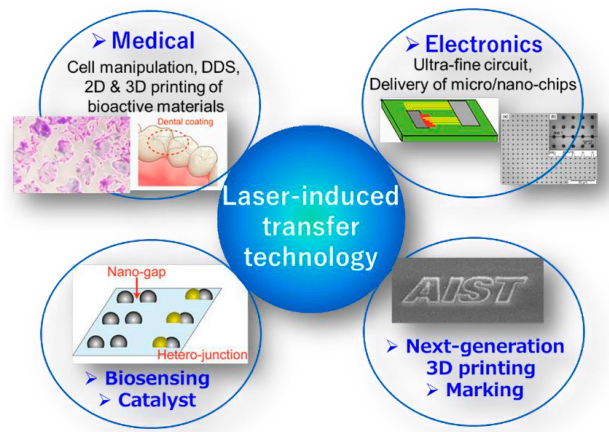 ➢ Medical
Cell manipulation, DDS,
2D & 3D printing of
bioactive materials
Dental coating
➢ Electronics
Ultra-fine circuit,
Delivery of micro/nano-chips
Laser-induced
transfer
technology
Nano-gap
Hetero-junction
➢ Biosensing
➢ Catalyst
AIST
➢ Next-generation
3D printing
➢ Marking